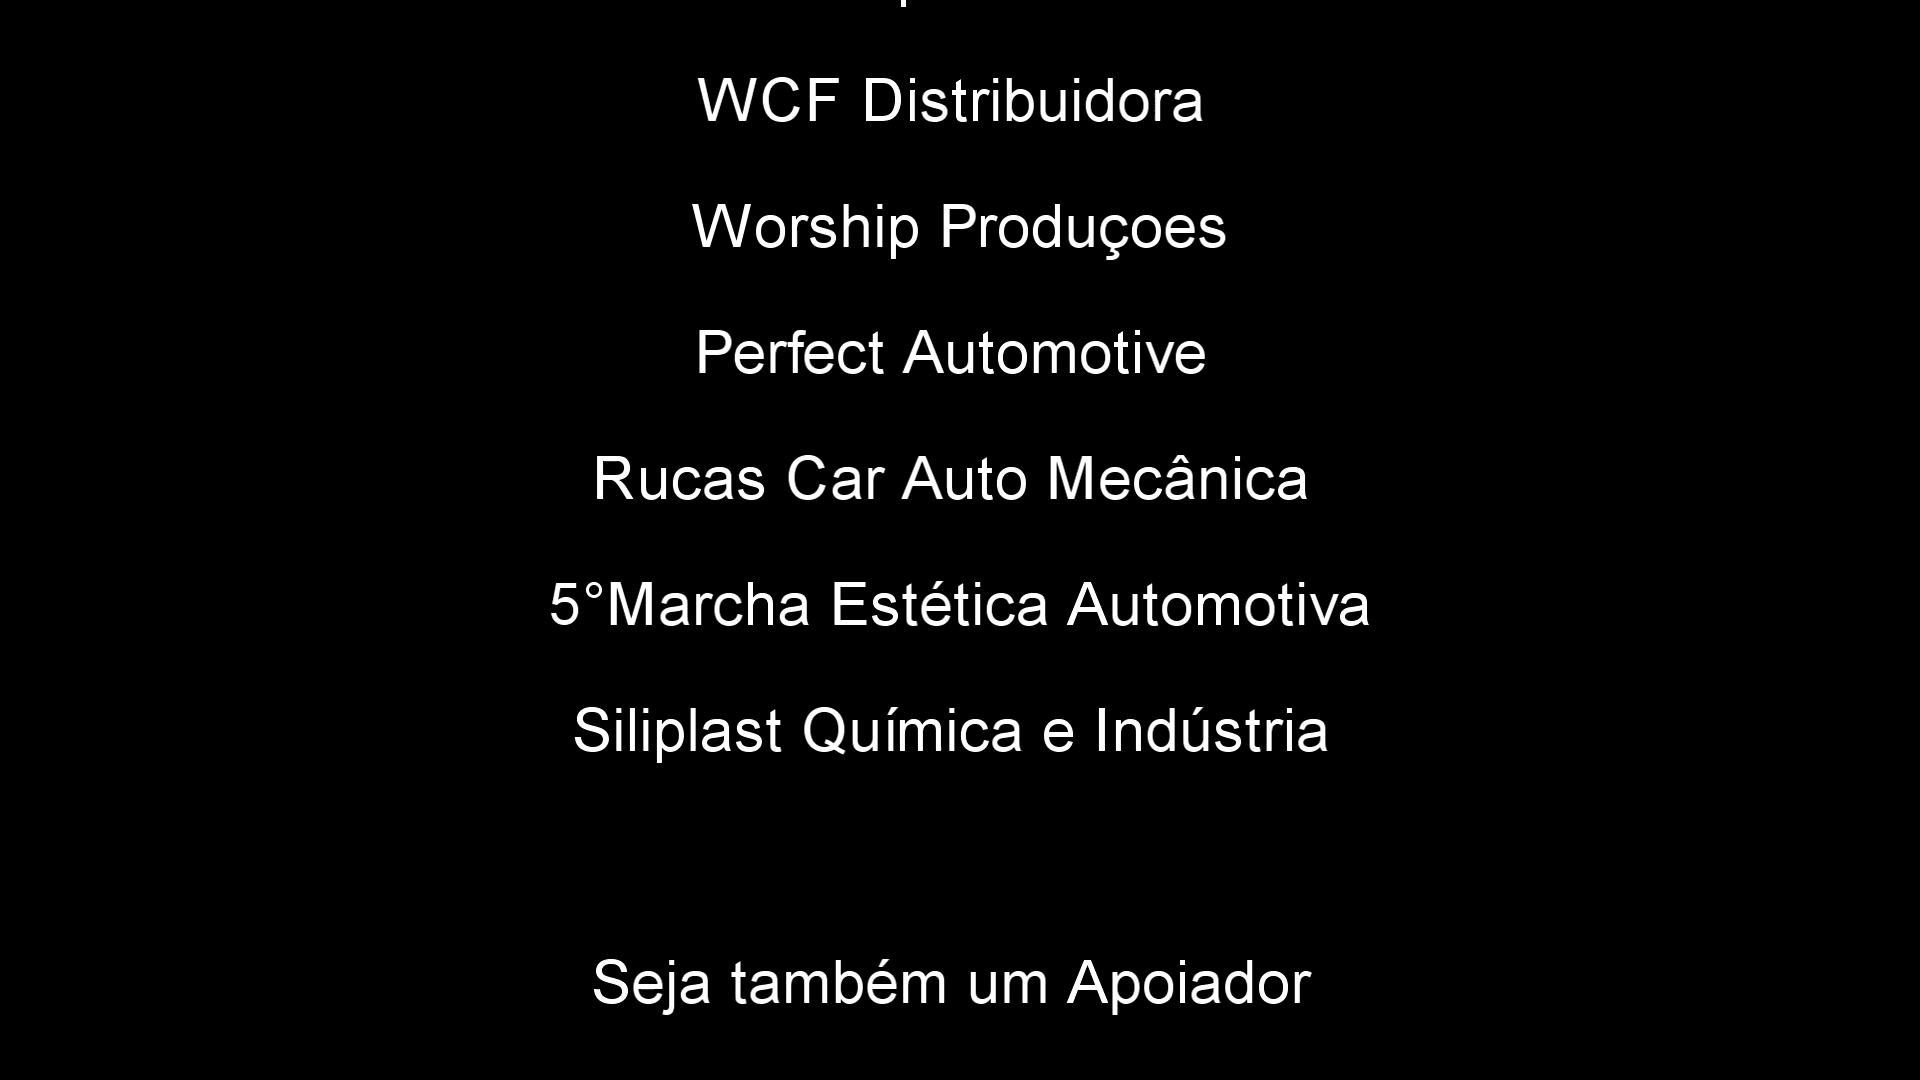 WCF Distribuidora
Worship Produçoes
Perfect Automotive
Rucas Car Auto Mecânica
5°Marcha Estética Automotiva
Siliplast Química e Indústria
Seja também um Apoiador